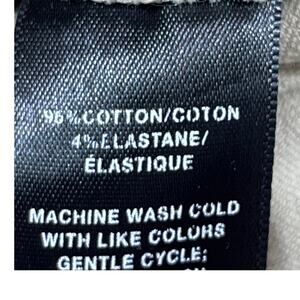 96%COTTON/COTON
4%ELASTANE/
ÉLASTIQUE
MACHINE WASH COLD
WITH LIKE COLORS
GENTLE CYCLE;